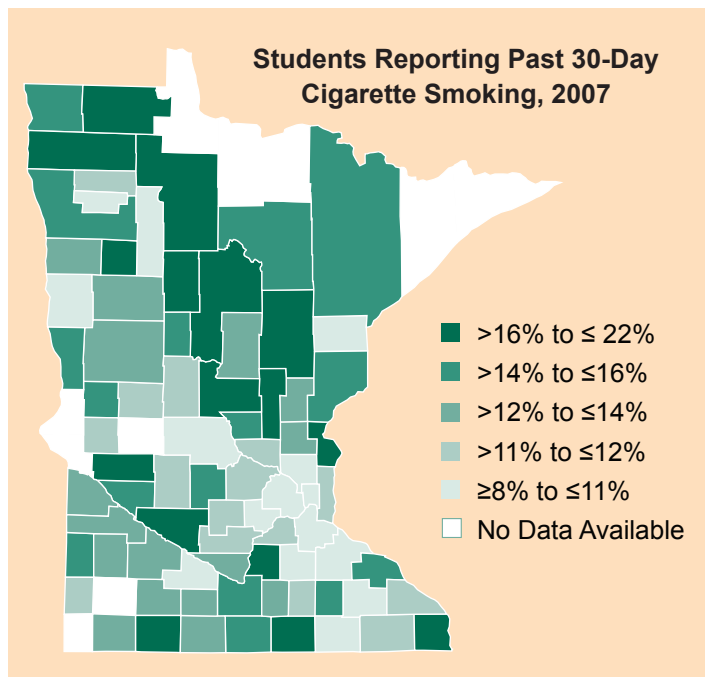 Students Reporting Past 30-Day
Cigarette Smoking, 2007
>16% to ≤ 22%
>14% to ≤16%
>12% to ≤14%
>11% to ≤12%
≥8% to ≤11%
No Data Available